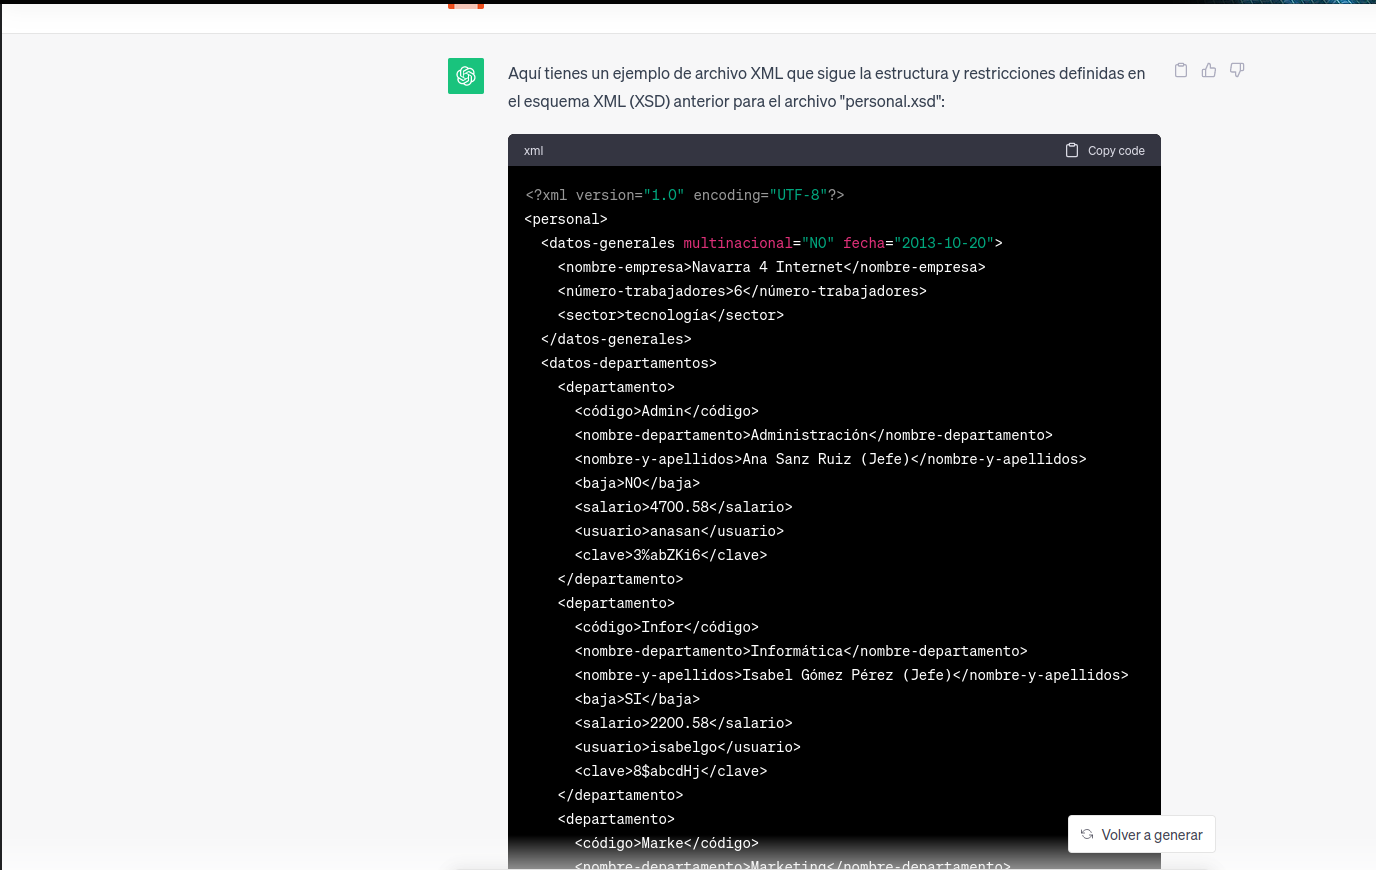 Aquí tienes un ejemplo de archivo XML que sigue la estructura y restricciones definidas en
el esquema XML (XSD) anterior para el archivo "personal.xsd":
xml
Copy code
<?xml version="1.0" encoding="UTF-8"?>
<personal>
<datos-generales multinacional="NO" fecha="2013-10-20">
<nombre-empresa>Navarra 4 Internet</nombre-empresa>
<número-trabajadores>6</número-trabajadores>
<sector>tecnología</sector>
</datos-generales>
<datos-departamentos>
<departamento>
<código>Admin</código>
<nombre-departamento>Administración</nombre-departamento>
<nombre-y-apellidos>Ana Sanz Ruiz (Jefe)</nombre-y-apellidos>
<baja>NO</baja>
<salario>4700.58</salario>
<usuario>anasan</usuario>
<clave>3%abZKi6</clave>
</departamento>
<departamento>
<código>Infor</código>
<nombre-departamento>Informática</nombre-departamento>
<nombre-y-apellidos>Isabel Gómez Pérez (Jefe)</nombre-y-apellidos>
<baja>SI</baja>
<salario>2200.58</salario>
<usuario>isabelgo</usuario>
<clave>8$abcdHj</clave>
</departamento>
<departamento>
<código>Marke</código>
<nombre-departamento>Marketing</nombre-departamento>
Volver a generar